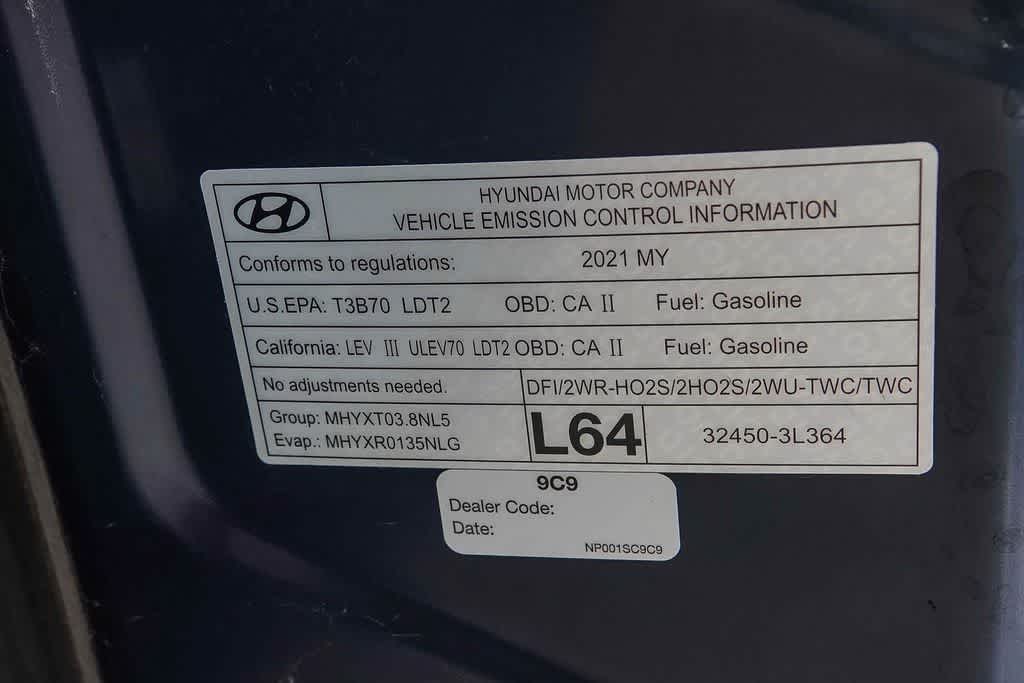 HYUNDAI MOTOR COMPANY
VEHICLE EMISSION CONTROL INFORMATION
Conforms to regulations: 2021 MY
U.S.EPA: T3B70 LDT2 OBD: CA II Fuel: Gasoline
California: LEV III ULEV70 LDT2 OBD: CA II Fuel: Gasoline
No adjustments needed. DFI/2WR-HO2S/2HO2S/2WU-TWC/TWC
Group: MHYXT03.8NL5
Evap.: MHYXR0135NLG
L64
32450-3L364
9C9
Dealer Code:
Date:
NP001SC9C9